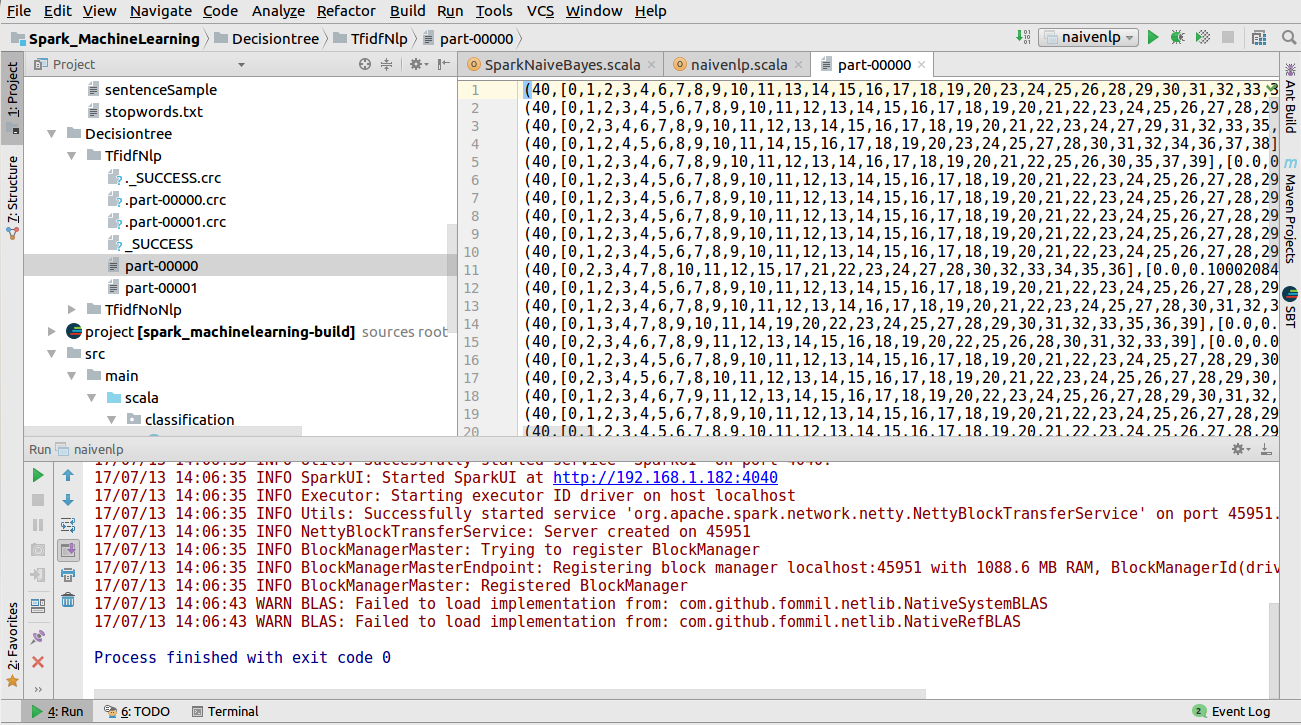 File Edit View Navigate Code Analyze Refactor Build Run Tools VCS Window Help
Spark_MachineLearning Decisiontree TfidfNlp part-00000 naivenlp
1: Project
7: Structure
2: Favorites
Project
sentenceSample
stopwords.txt
Decisiontree
TfidfNlp
._SUCCESS.crc
.part-00000.crc
.part-00001.crc
_SUCCESS
part-00000
part-00001
TfidfNoNlp
project [spark_machinelearning-build] sources root
src
main
scala
classification
SparkNaiveBayes.scala naivenlp.scala part-00000
1 (40,[0,1,2,3,4,6,7,8,9,10,11,13,14,15,16,17,18,19,20,23,24,25,26,28,29,30,31,32,33,3
2 (40,[0,1,2,3,4,5,6,7,8,9,10,11,12,13,14,15,16,17,18,19,20,21,22,23,24,25,26,27,28,29
3 (40,[0,2,3,4,6,7,8,9,10,11,12,13,14,15,16,17,18,19,20,21,22,23,24,27,29,31,32,33,35,
4 (40,[0,1,2,4,5,6,8,9,10,11,14,15,16,17,18,19,20,23,24,25,27,28,30,31,32,34,36,37,38]
5 (40,[0,1,2,3,4,6,7,8,9,10,11,12,13,14,16,17,18,19,20,21,22,25,26,30,35,37,39],[0.0,0
6 (40,[0,1,2,3,4,5,6,7,8,9,10,11,12,13,14,15,16,17,18,19,20,21,22,23,24,25,26,27,28,29
7 (40,[0,1,2,3,4,5,6,7,8,9,10,11,12,13,14,15,16,17,18,19,20,21,22,23,24,25,26,27,28,29
8 (40,[0,1,2,3,4,5,6,7,8,9,10,11,12,13,14,15,16,17,18,19,20,21,22,23,24,25,26,27,28,29
9 (40,[0,1,2,3,4,5,6,7,8,9,10,11,12,13,14,15,16,17,18,19,20,21,22,23,24,25,26,27,28,29
10 (40,[0,1,2,3,4,5,6,7,8,9,10,11,12,13,14,15,16,17,18,19,20,21,22,23,24,25,26,27,28,29
11 (40,[0,2,3,4,7,8,10,11,12,15,17,21,22,23,24,27,28,30,32,33,34,35,36],[0.0,0.10002084
12 (40,[0,1,2,3,4,5,6,7,8,9,10,11,12,13,14,15,16,17,18,19,20,21,22,23,24,25,26,27,28,29
13 (40,[0,1,2,3,4,6,7,8,9,10,11,12,13,14,16,17,18,19,20,21,22,23,24,25,27,28,30,31,32,3
14 (40,[0,1,3,4,7,8,9,10,11,14,19,20,22,23,24,25,27,28,29,30,31,32,33,35,36,39],[0.0,0.
15 (40,[0,1,2,3,4,6,7,8,9,11,12,13,14,15,16,18,19,20,22,25,26,28,30,31,32,33,39],[0.0,0.0
16 (40,[0,1,2,3,4,5,6,7,8,9,10,11,12,13,14,15,16,17,18,19,20,21,22,23,24,25,27,28,29,30
17 (40,[0,2,3,4,5,6,7,8,10,11,12,13,14,15,16,17,18,19,20,21,22,23,24,25,26,27,28,29,30,
18 (40,[0,1,2,3,4,6,7,9,11,12,13,14,15,16,17,18,19,20,22,23,24,25,26,27,28,29,30,31,32,
19 (40,[0,1,2,3,4,5,6,7,8,9,10,11,12,13,14,15,16,17,18,19,20,21,22,23,24,25,26,27,28,29
20 (40,[0,1,2,3,4,5,6,7,8,9,10,11,12,13,14,15,16,17,18,19,20,21,22,23,24,25,26,27,28,29
Ant Build
Maven Projects
SBT
Run naivenlp
17/07/13 14:06:35 INFO Utils: Successfully started service 'SparkUI' on port 4040.
17/07/13 14:06:35 INFO SparkUI: Started SparkUI at http://192.168.1.182:4040
17/07/13 14:06:35 INFO Executor: Starting executor ID driver on host localhost
17/07/13 14:06:35 INFO Utils: Successfully started service 'org.apache.spark.network.netty.NettyBlockTransferService' on port 45951.
17/07/13 14:06:35 INFO NettyBlockTransferService: Server created on 45951
17/07/13 14:06:35 INFO BlockManagerMaster: Trying to register BlockManager
17/07/13 14:06:35 INFO BlockManagerMasterEndpoint: Registering block manager localhost:45951 with 1088.6 MB RAM, BlockManagerId(driv
17/07/13 14:06:35 INFO BlockManagerMaster: Registered BlockManager
17/07/13 14:06:43 WARN BLAS: Failed to load implementation from: com.github.fommil.netlib.NativeSystemBLAS
17/07/13 14:06:43 WARN BLAS: Failed to load implementation from: com.github.fommil.netlib.NativeRefBLAS
Process finished with exit code 0
4: Run 6: TODO Terminal 2 Event Log